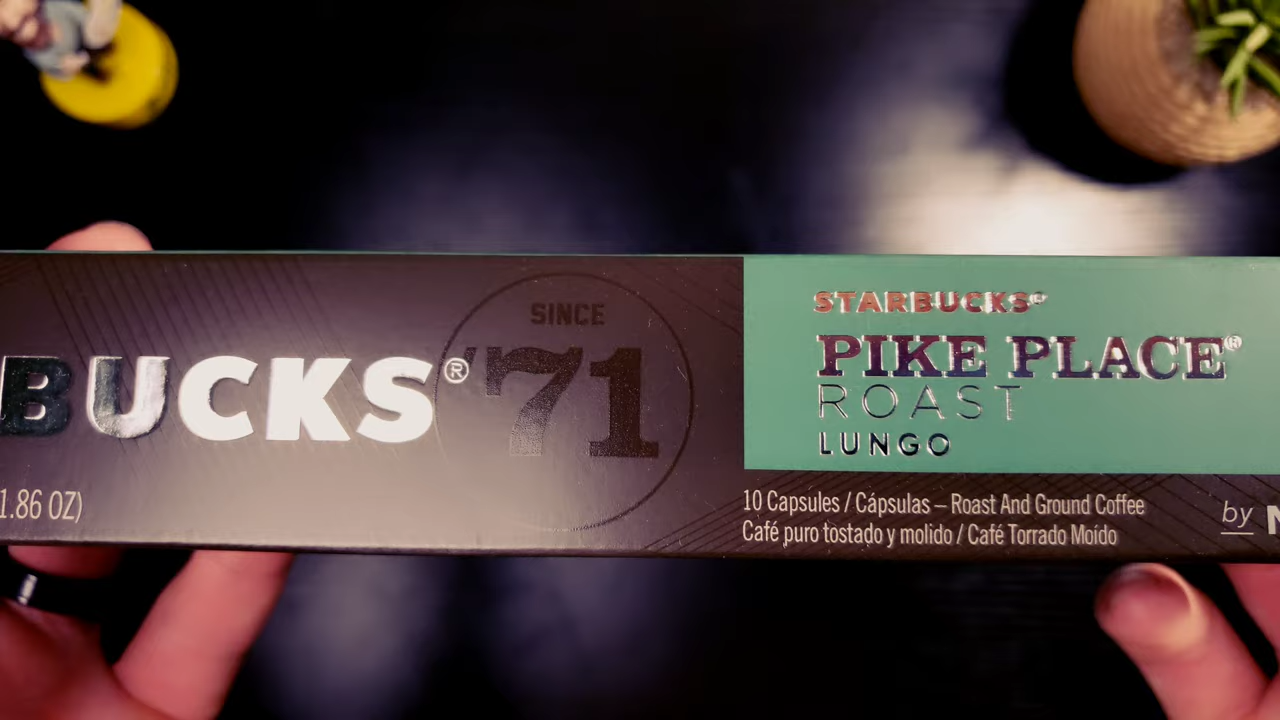 BUCKS®
SINCE
'71
1.86 OZ)
STARBUCKS®
PIKE PLACE®
ROAST
LUNGO
10 Capsules / Cápsulas – Roast And Ground Coffee
Café puro tostado y molido / Café Torrado Moído
by N